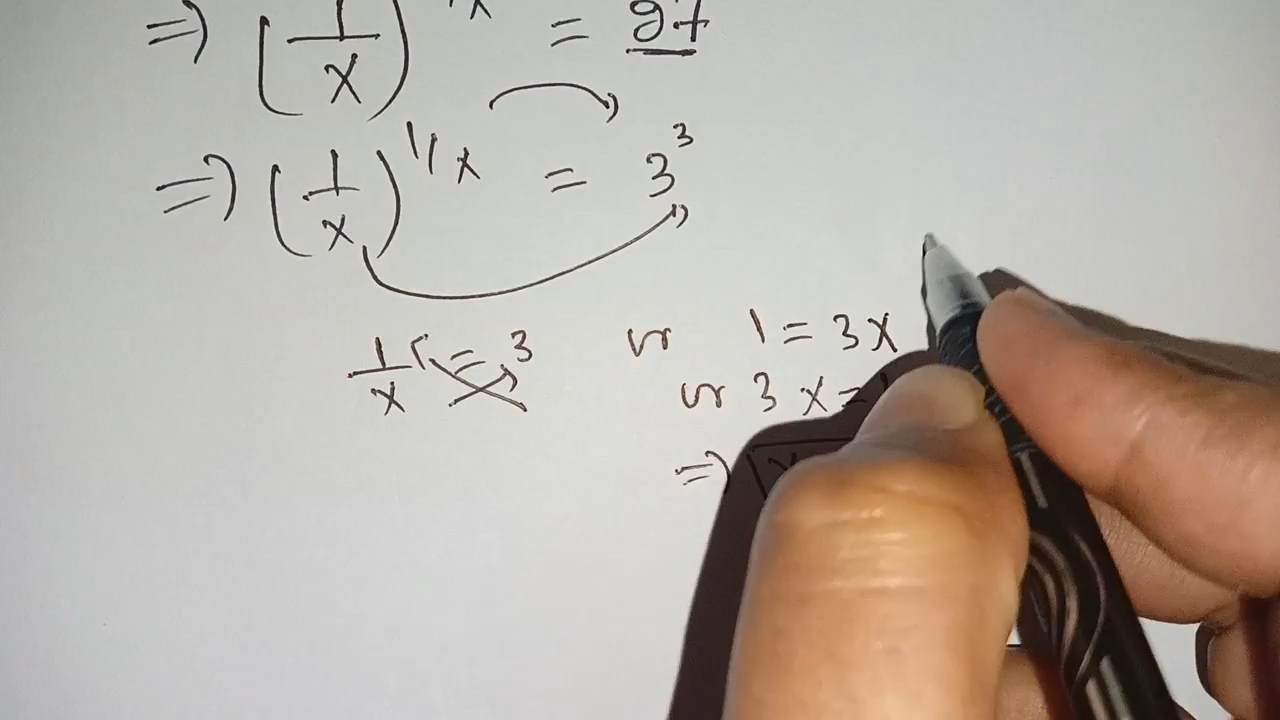 => (1/x)^1/x = 27
=> (1/x)^1/x = 3^3
1/x = 3 or 1 = 3x
or 3x =
=>